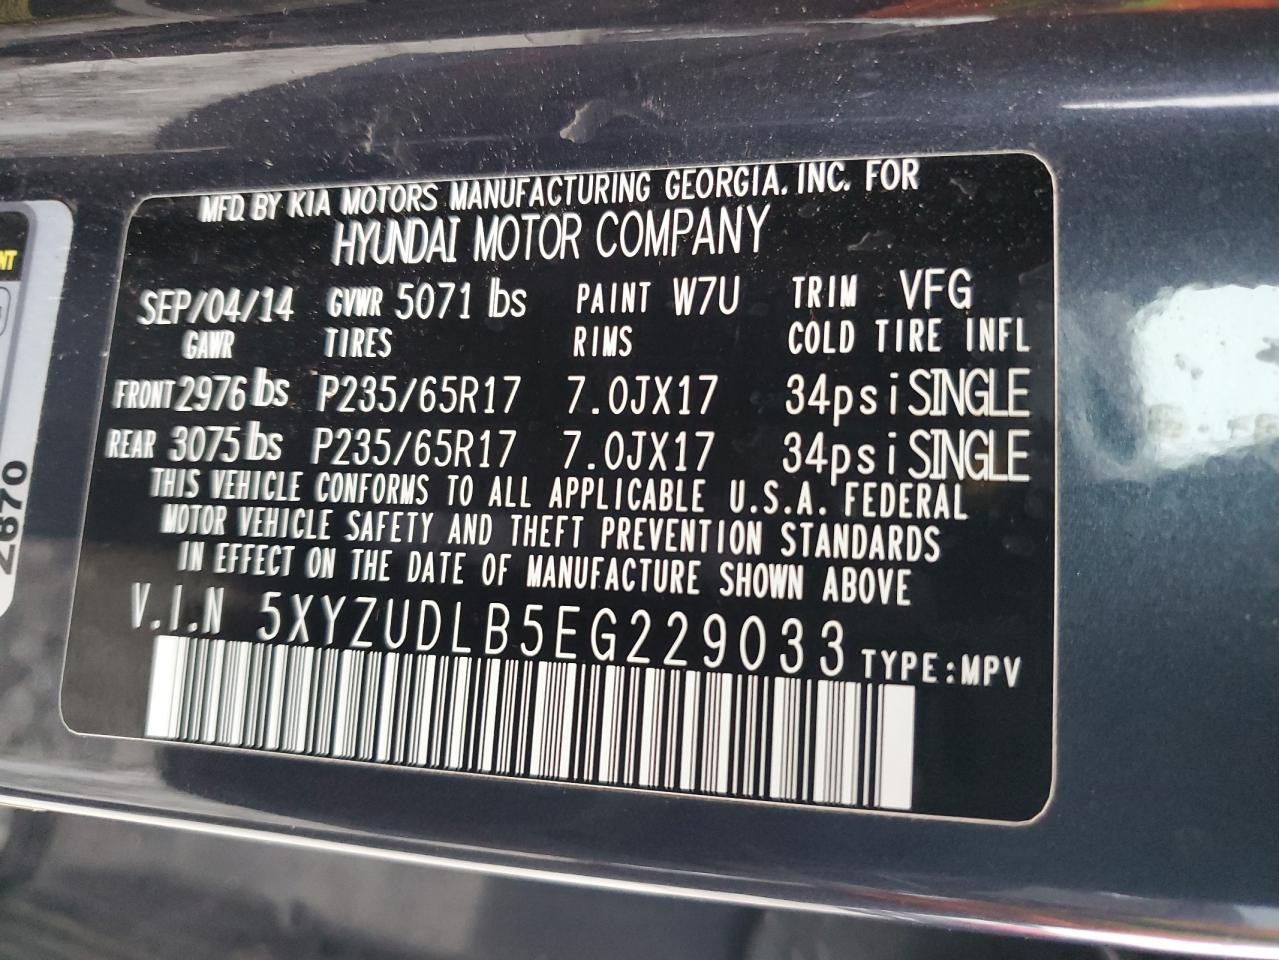 MFD. BY KIA MOTORS MANUFACTURING GEORGIA. INC. FOR
HYUNDAI MOTOR COMPANY
SEP/04/14 GVWR 5071 lbs PAINT W7U TRIM VFG
GAWR TIRES RIMS COLD TIRE INFL
FRONT 2976 lbs P235/65R17 7.0JX17 34psi SINGLE
REAR 3075 lbs P235/65R17 7.0JX17 34psi SINGLE
THIS VEHICLE CONFORMS TO ALL APPLICABLE U.S.A. FEDERAL
MOTOR VEHICLE SAFETY AND THEFT PREVENTION STANDARDS
IN EFFECT ON THE DATE OF MANUFACTURE SHOWN ABOVE
V.I.N 5XYZUDLB5EG229033 TYPE:MPV
NT
2870